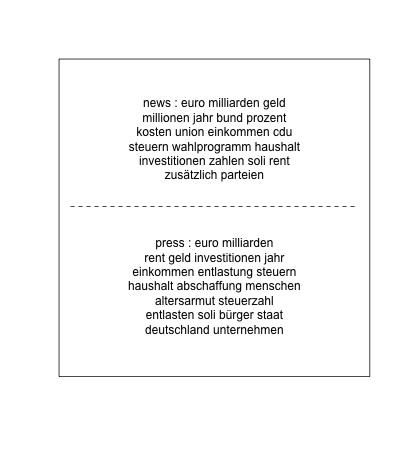 news : euro milliarden geld
millionen jahr bund prozent
kosten union einkommen cdu
steuern wahlprogramm haushalt
investitionen zahlen soli rent
zusätzlich parteien
press : euro milliarden
rent geld investitionen jahr
einkommen entlastung steuern
haushalt abschaffung menschen
altersarmut steuerzahl
entlasten soli bürger staat
deutschland unternehmen